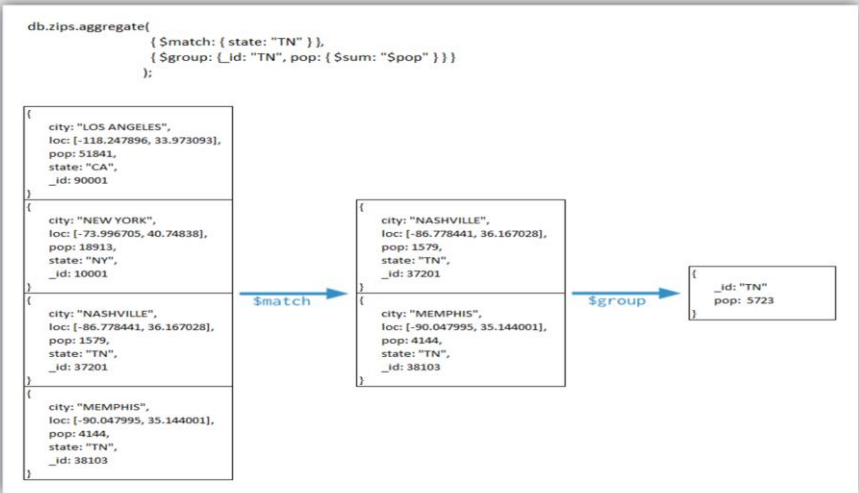 db.zips.aggregate(
{ $match: { state: "TN" } },
{ $group: {_id: "TN", pop: { $sum: "$pop" } } }
);
{
city: "LOS ANGELES",
loc: [-118.247896, 33.973093],
pop: 51841,
state: "CA",
_id: 90001
}
{
city: "NEW YORK",
loc: [-73.996705, 40.74838],
pop: 18913,
state: "NY",
_id: 10001
}
{
city: "NASHVILLE",
loc: [-86.778441, 36.167028],
pop: 1579,
state: "TN",
_id: 37201
}
{
city: "MEMPHIS",
loc: [-90.047995, 35.144001],
pop: 4144,
state: "TN",
_id: 38103
}
$match
{
city: "NASHVILLE",
loc: [-86.778441, 36.167028],
pop: 1579,
state: "TN",
_id: 37201
}
{
city: "MEMPHIS",
loc: [-90.047995, 35.144001],
pop: 4144,
state: "TN",
_id: 38103
}
$group
{
_id: "TN"
pop: 5723
}